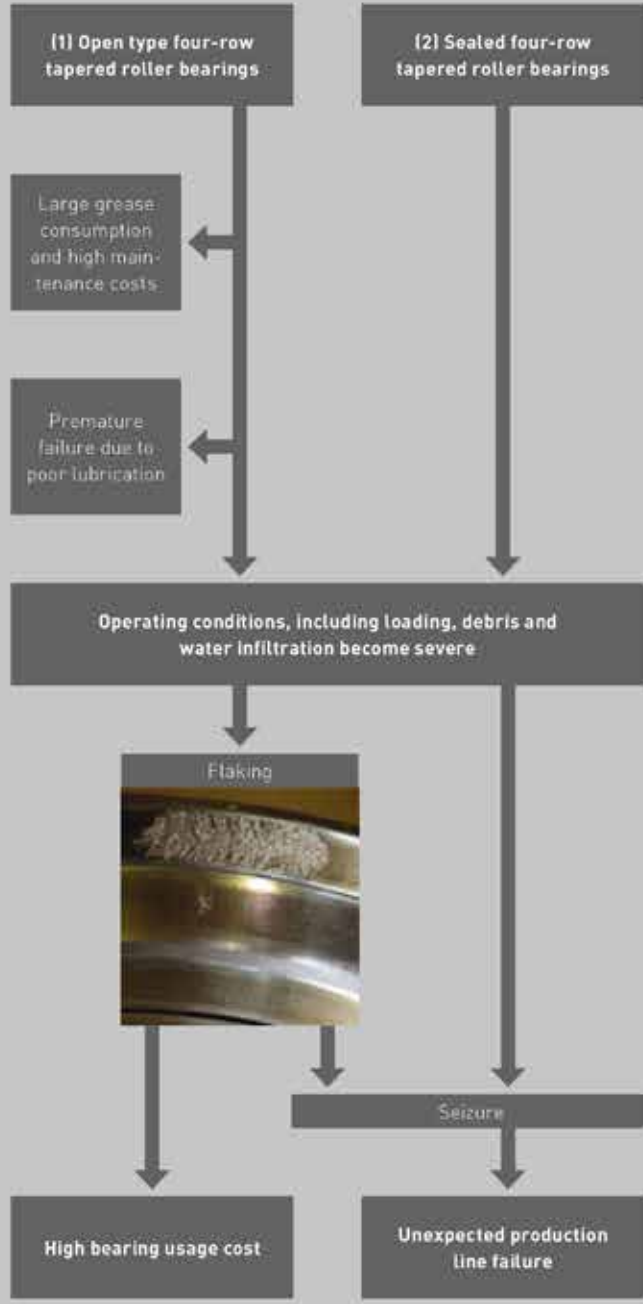 (1) Open type four-row
tapered roller bearings
(2) Sealed four-row
tapered roller bearings
Large grease
consumption
and high main-
tenance costs
Premature
failure due to
poor lubrication
Operating conditions, including loading, debris and
water infiltration become severe
Flaking
Seizure
High bearing usage cost
Unexpected production
line failure